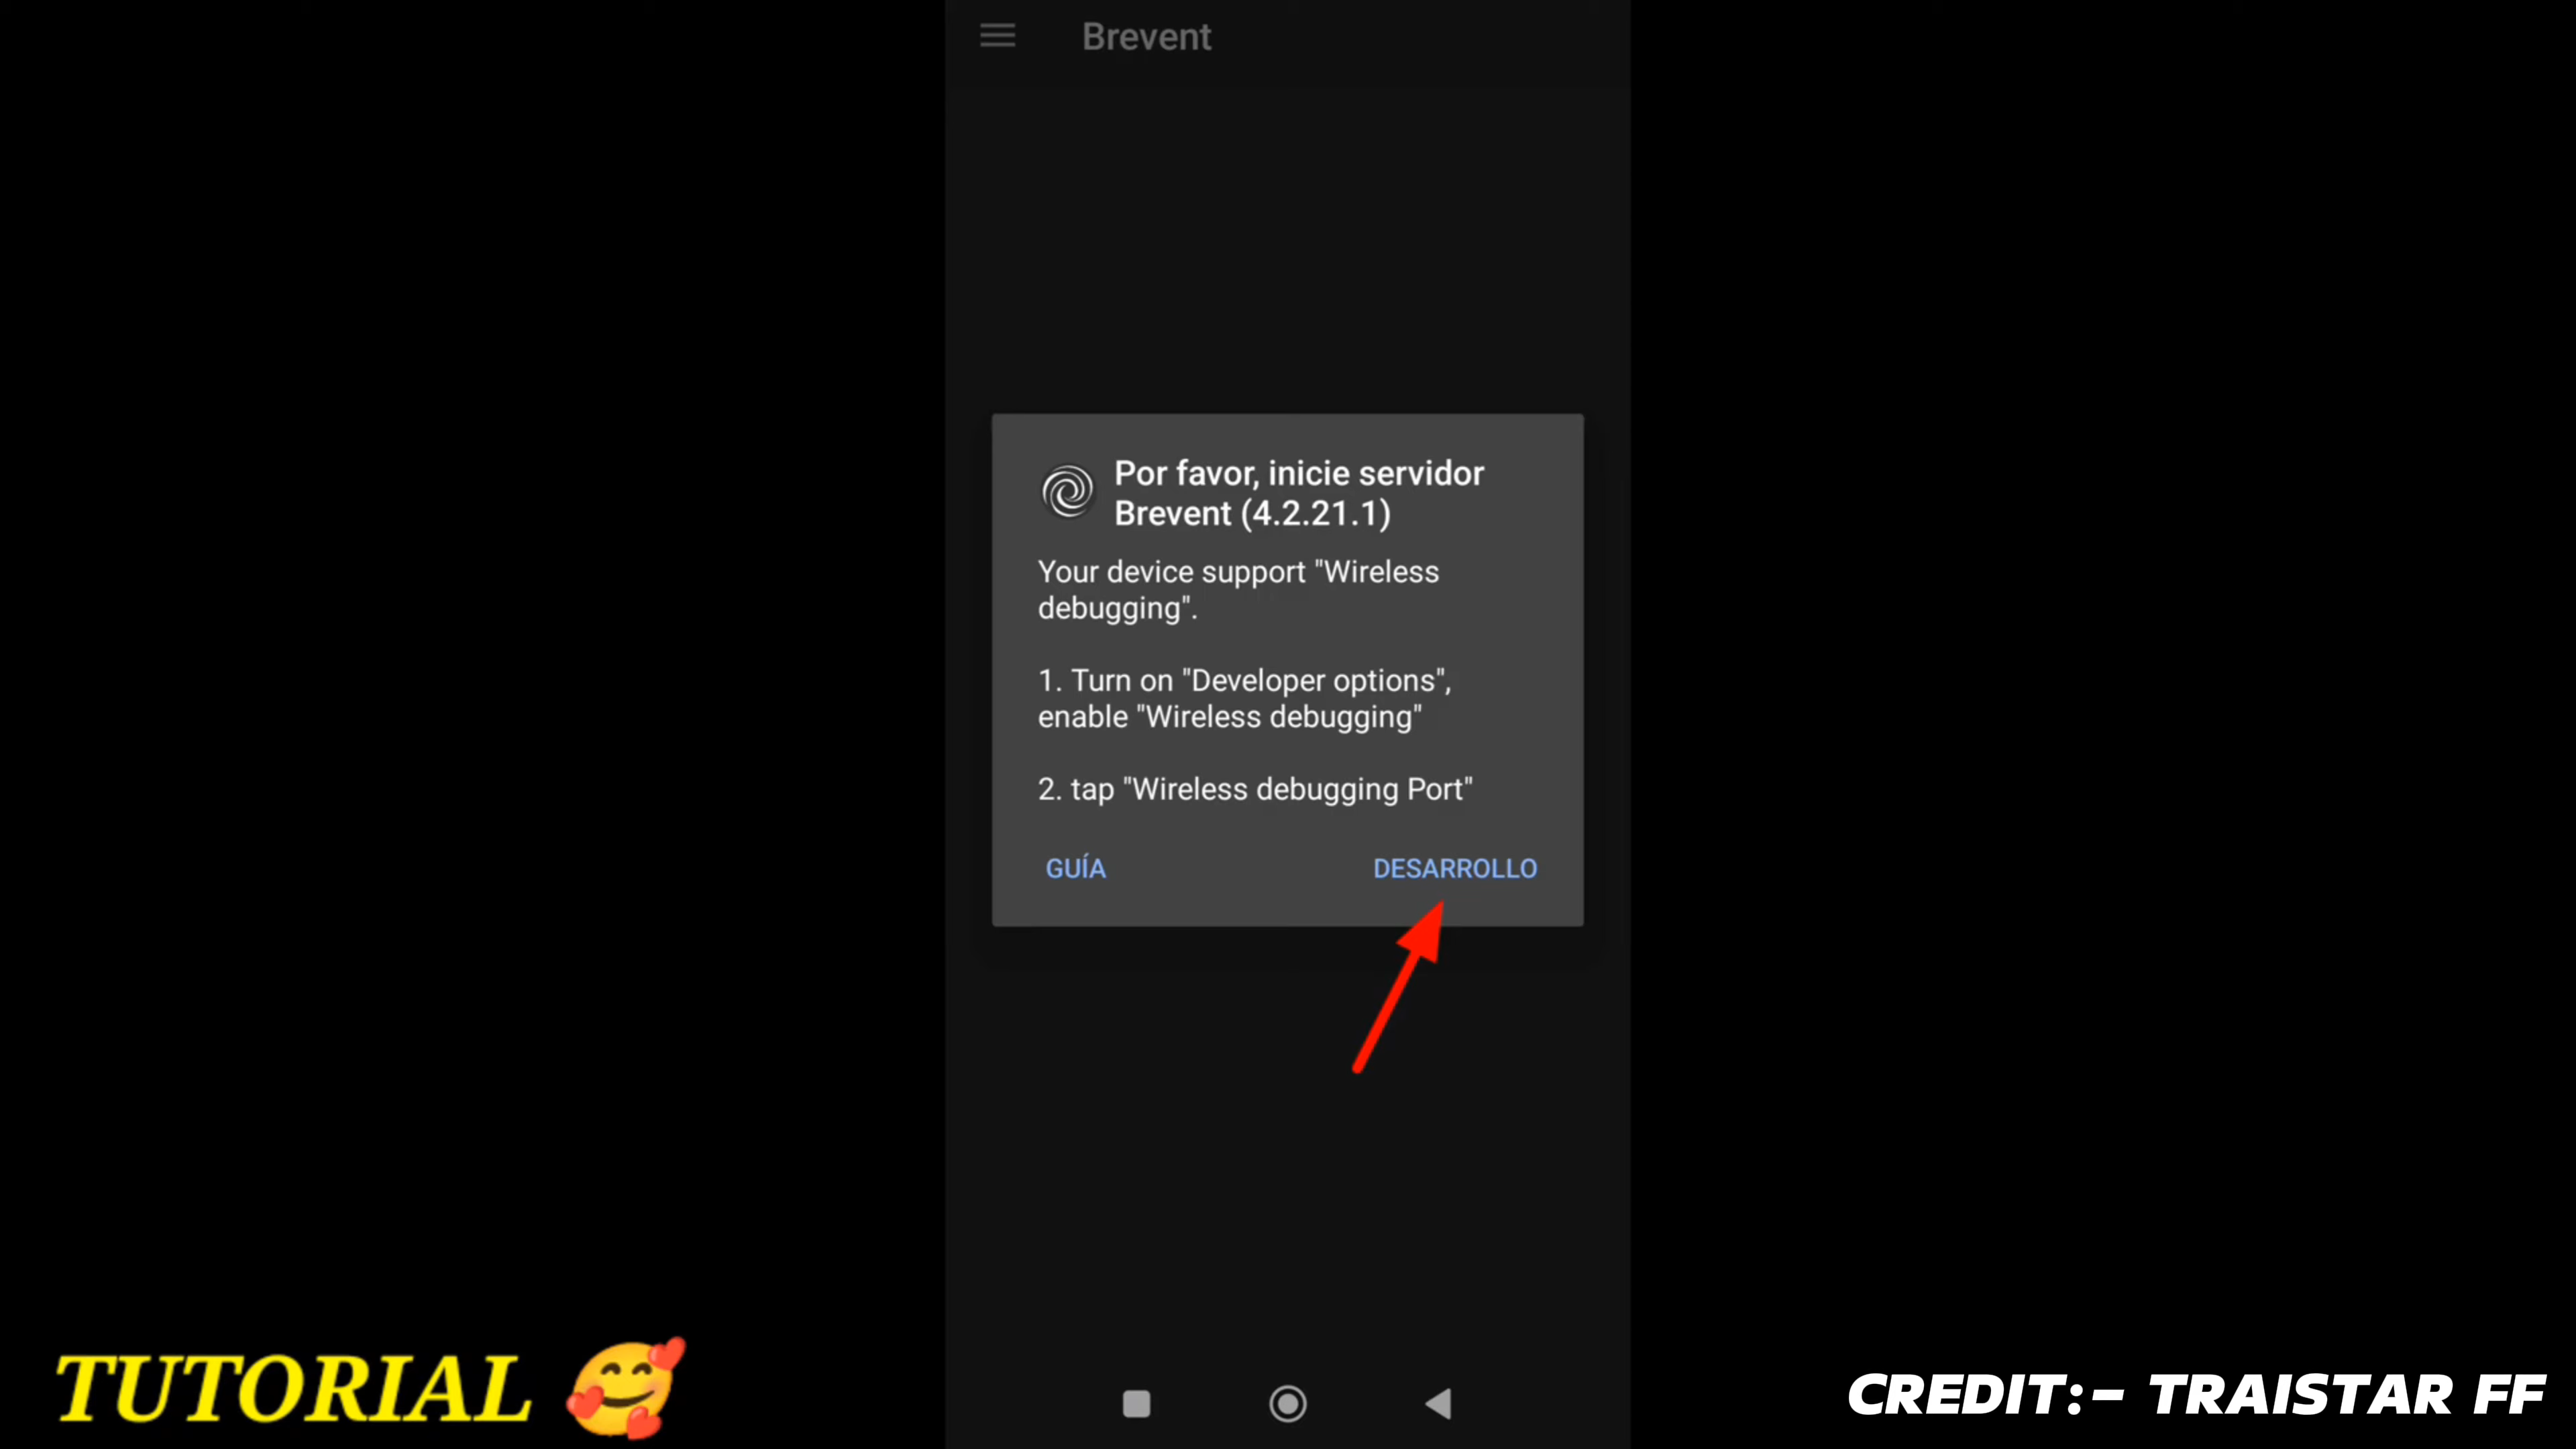 Brevent
Por favor, inicie servidor
Brevent (4.2.21.1)
Your device support "Wireless
debugging".
1. Turn on "Developer options",
enable "Wireless debugging"
2. tap "Wireless debugging Port"
GUÍA
DESARROLLO
TUTORIAL
CREDIT:- TRAISTAR FF